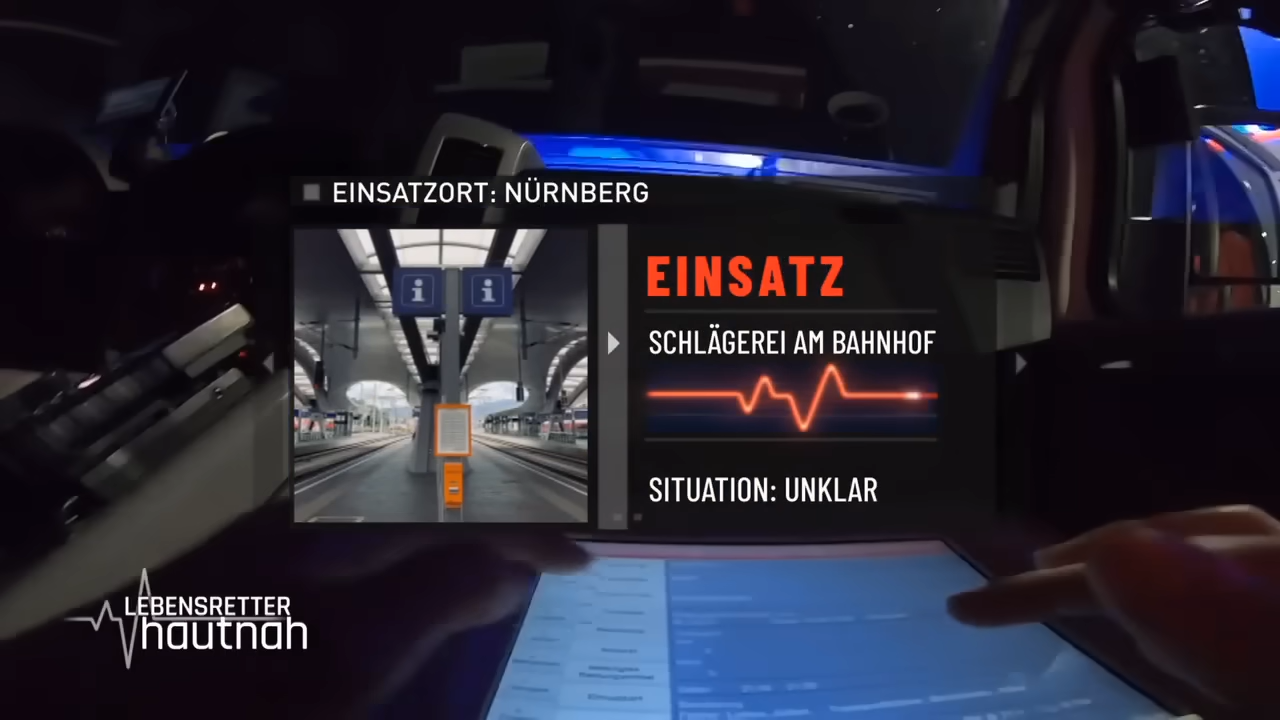 EINSATZORT: NÜRNBERG
EINSATZ
SCHLÄGEREI AM BAHNHOF
SITUATION: UNKLAR
LEBENSRETTER
hautnah